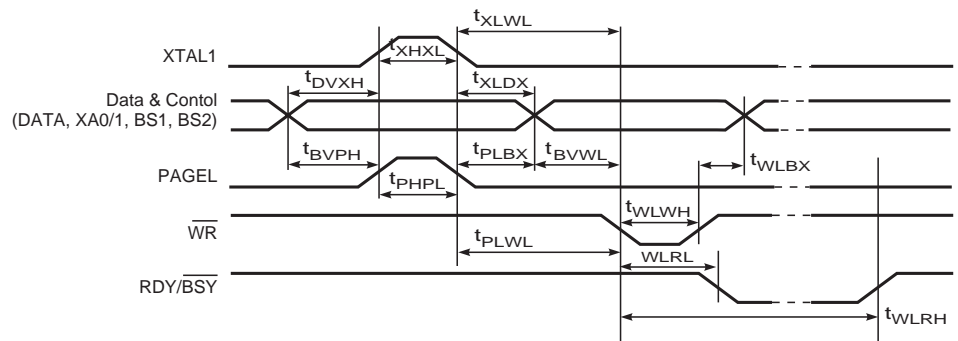 tXLWL
XTAL1
tXHXL
tDVXH
tXLDX
Data & Contol
(DATA, XA0/1, BS1, BS2)
tBVPH
tPLBX
tBVWL
tWLBX
PAGEL
tPHPL
tWLWH
WR
tPLWL
WLRL
RDY/BSY
tWLRH